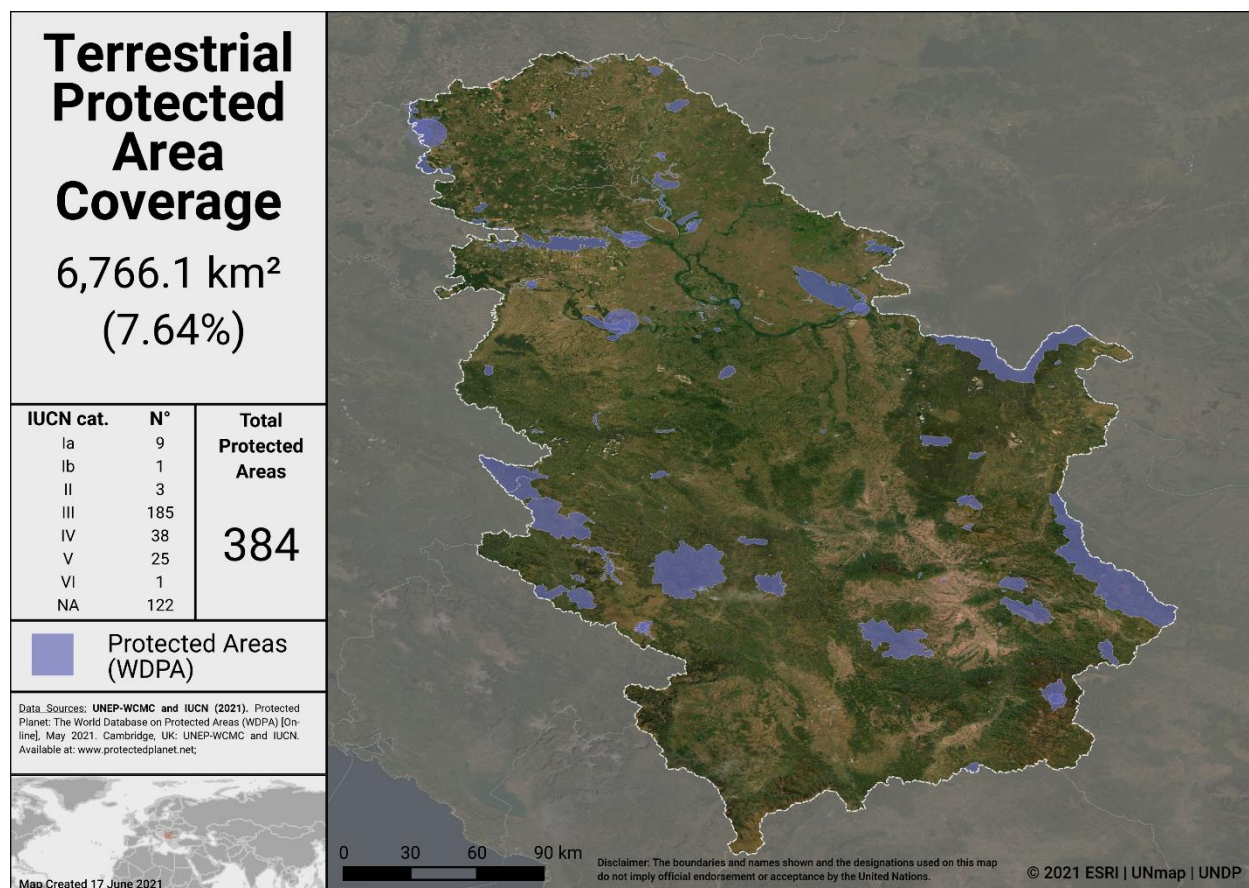 Terrestrial
Protected
Area
Coverage
6,766.1 km²
(7.64%)
IUCN cat. N°
Ia 9
Ib 1
II 3
III 185
IV 38
V 25
VI 1
NA 122
Total
Protected
Areas
384
Protected Areas
(WDPA)
Data Sources: UNEP-WCMC and IUCN (2021). Protected
Planet: The World Database on Protected Areas (WDPA) [On-
line], May 2021. Cambridge, UK: UNEP-WCMC and IUCN.
Available at: www.protectedplanet.net;
Map Created 17 June 2021
0 30 60 90 km
Disclaimer: The boundaries and names shown and the designations used on this map
do not imply official endorsement or acceptance by the United Nations.
© 2021 ESRI | UNmap | UNDP